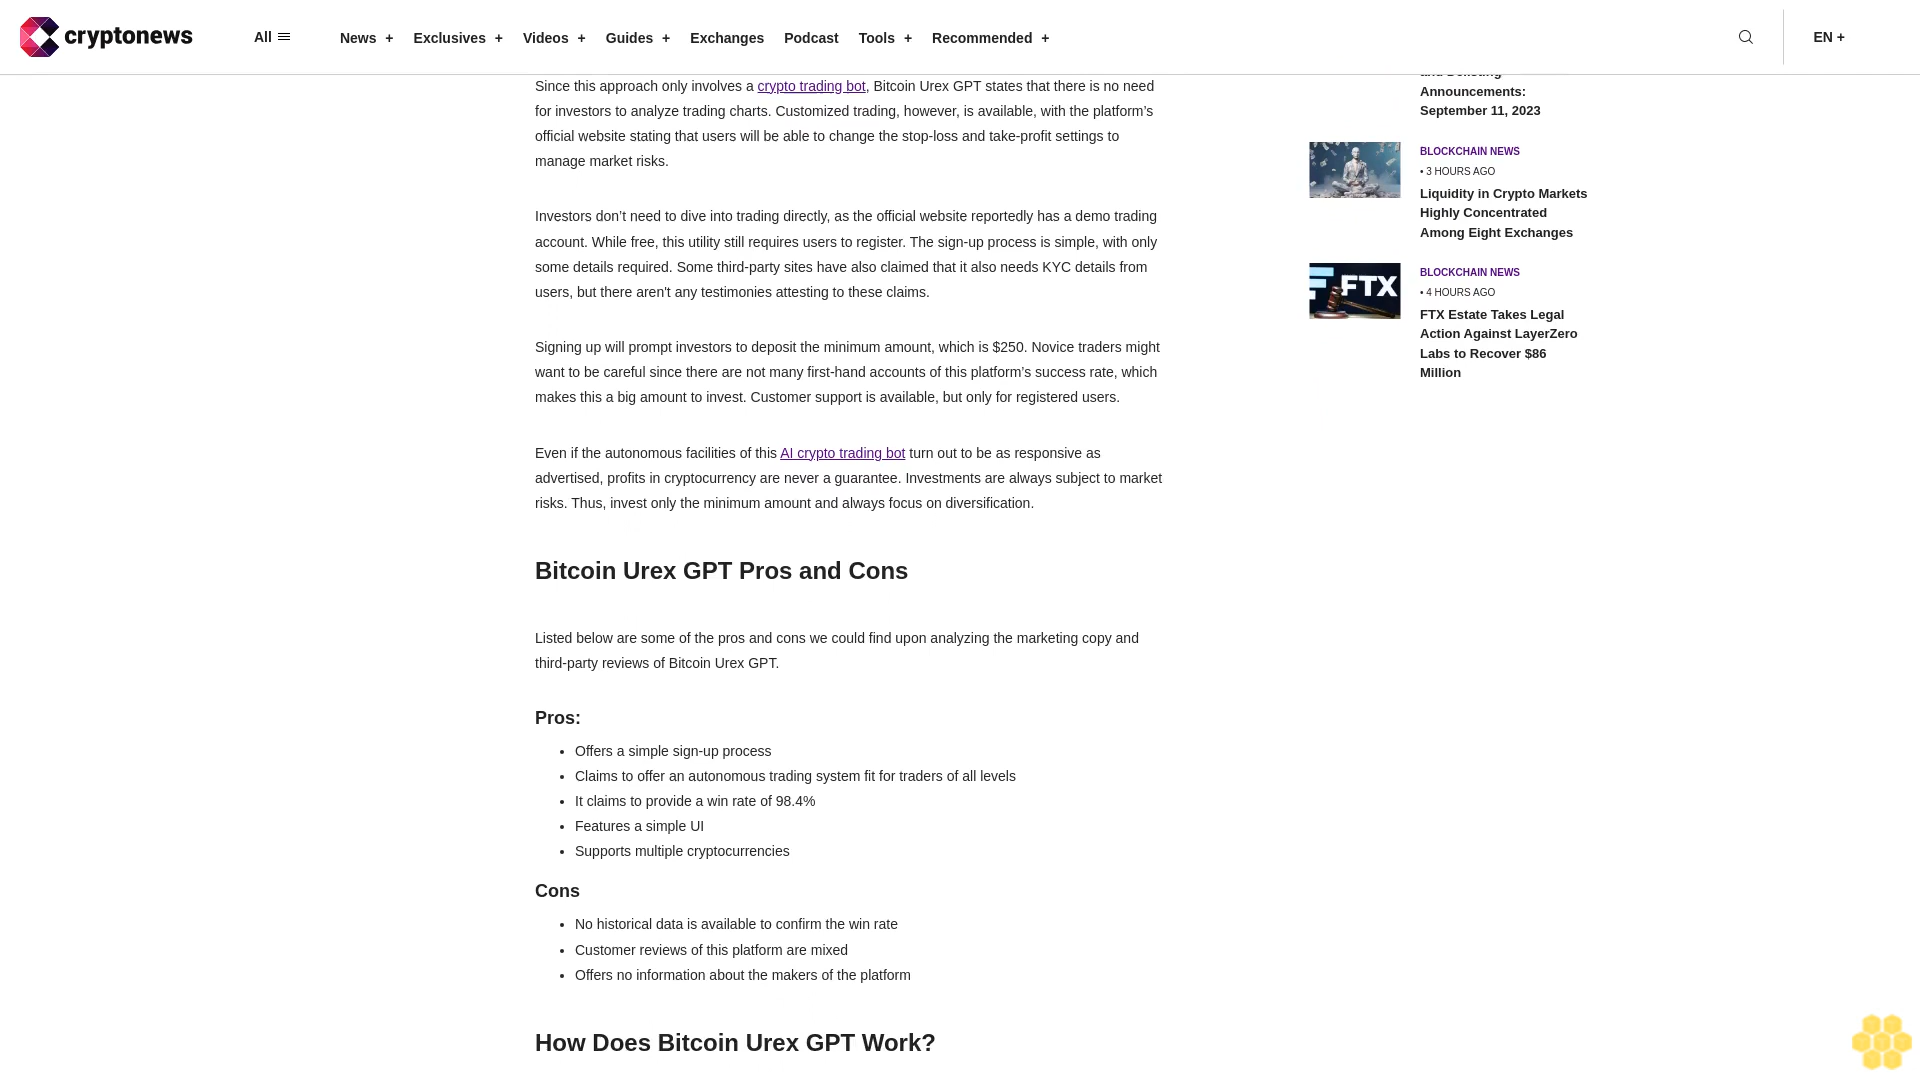 cryptonews
All
News +
Exclusives +
Videos +
Guides +
Exchanges
Podcast
Tools +
Recommended +
EN +
Since this approach only involves a crypto trading bot, Bitcoin Urex GPT states that there is no need
for investors to analyze trading charts. Customized trading, however, is available, with the platform’s
official website stating that users will be able to change the stop-loss and take-profit settings to
manage market risks.
Investors don’t need to dive into trading directly, as the official website reportedly has a demo trading
account. While free, this utility still requires users to register. The sign-up process is simple, with only
some details required. Some third-party sites have also claimed that it also needs KYC details from
users, but there aren't any testimonies attesting to these claims.
Signing up will prompt investors to deposit the minimum amount, which is $250. Novice traders might
want to be careful since there are not many first-hand accounts of this platform’s success rate, which
makes this a big amount to invest. Customer support is available, but only for registered users.
Even if the autonomous facilities of this AI crypto trading bot turn out to be as responsive as
advertised, profits in cryptocurrency are never a guarantee. Investments are always subject to market
risks. Thus, invest only the minimum amount and always focus on diversification.
Bitcoin Urex GPT Pros and Cons
Listed below are some of the pros and cons we could find upon analyzing the marketing copy and
third-party reviews of Bitcoin Urex GPT.
Pros:
• Offers a simple sign-up process
• Claims to offer an autonomous trading system fit for traders of all levels
• It claims to provide a win rate of 98.4%
• Features a simple UI
• Supports multiple cryptocurrencies
Cons
• No historical data is available to confirm the win rate
• Customer reviews of this platform are mixed
• Offers no information about the makers of the platform
How Does Bitcoin Urex GPT Work?
Announcements:
September 11, 2023
BLOCKCHAIN NEWS
• 3 HOURS AGO
Liquidity in Crypto Markets
Highly Concentrated
Among Eight Exchanges
FTX
BLOCKCHAIN NEWS
• 4 HOURS AGO
FTX Estate Takes Legal
Action Against LayerZero
Labs to Recover $86
Million